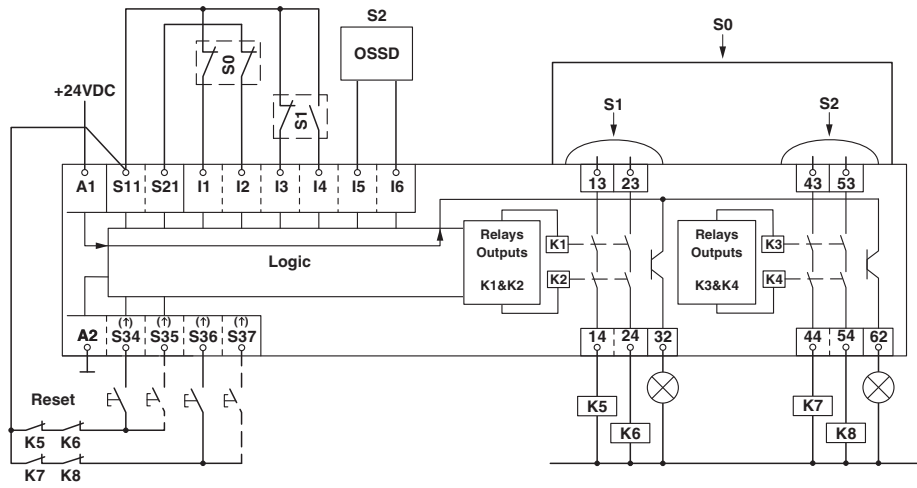 S2
OSSD
S0
S0
S1
S1
S2
+24VDC
A1 S11 S21 I1 I2 I3 I4 I5 I6
13 23
43 53
Logic
Relays
Outputs
K1&K2
K1
K2
Relays
Outputs
K3&K4
K3
K4
(↑) (↑) (↑) (↑)
A2 S34 S35 S36 S37
14 24 32
44 54 62
Reset
K5 K6
K7 K8
K5
K6
K7
K8